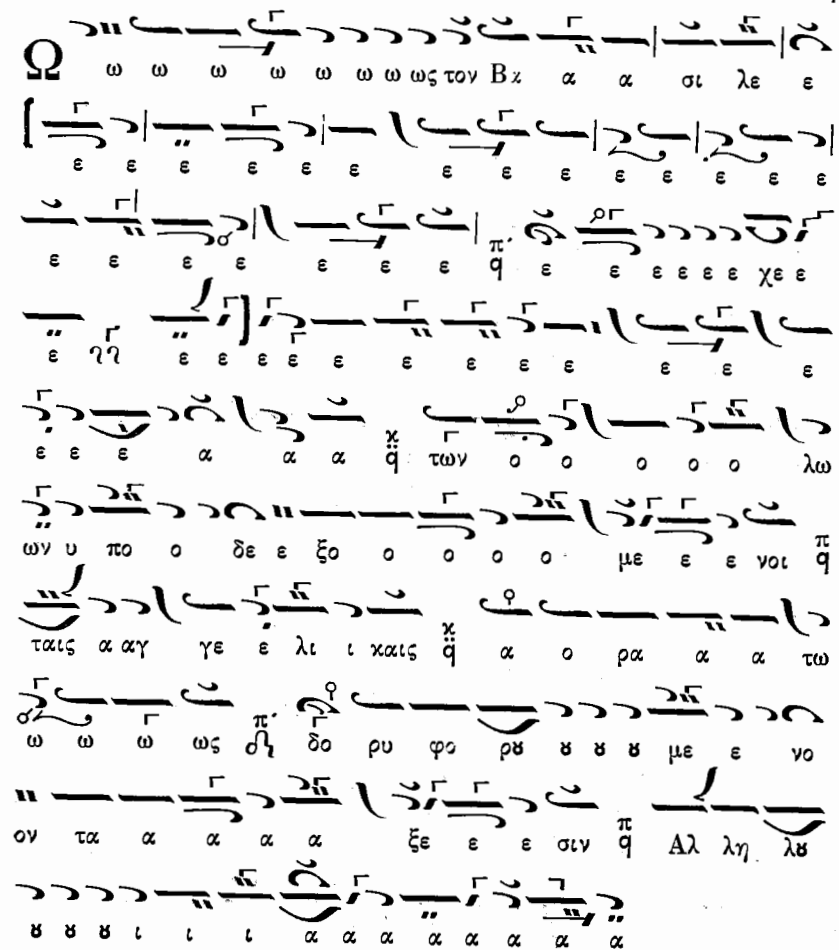 Ω ω ω ω ω ω ω ω ως τον Βα α α σι λε ε
ε ε ε ε ε ε ε ε ε ε ε ε ε ε
ε ε ε ε ε ε ε π ϥ ε ε ε ε ε ε χε ε
ε ε ε ε ε ε ε ε ε ε ε ε ε
ε ε ε α α α κ ϥ των ο ο ο ο ο λω
ων υ πο ο δε ε ξο ο ο ο ο με ε ε νοι π ϥ
ταις α αγ γε ε λι ι καις κ ϥ α ο ρα α α τω
ω ω ω ως π δο ρυ φο ρȣ ȣ ȣ ȣ με ε νο
ον τα α α α α ξε ε ε σιν π ϥ Αλ λη λȣ
ȣ ȣ ȣ ι ι ι α α α α α α α